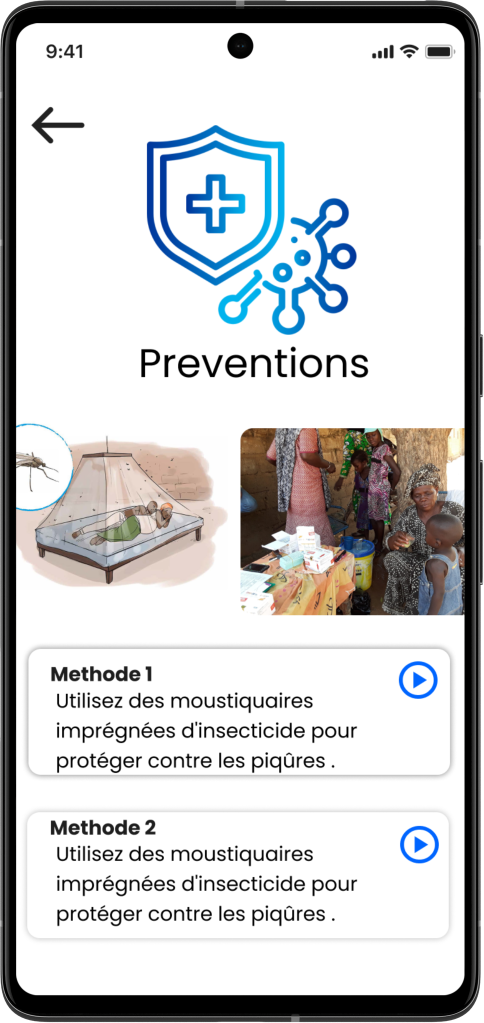 9:41
Preventions
Methode 1
Utilisez des moustiquaires
imprégnées d'insecticide pour
protéger contre les piqûres .
Methode 2
Utilisez des moustiquaires
imprégnées d'insecticide pour
protéger contre les piqûres .